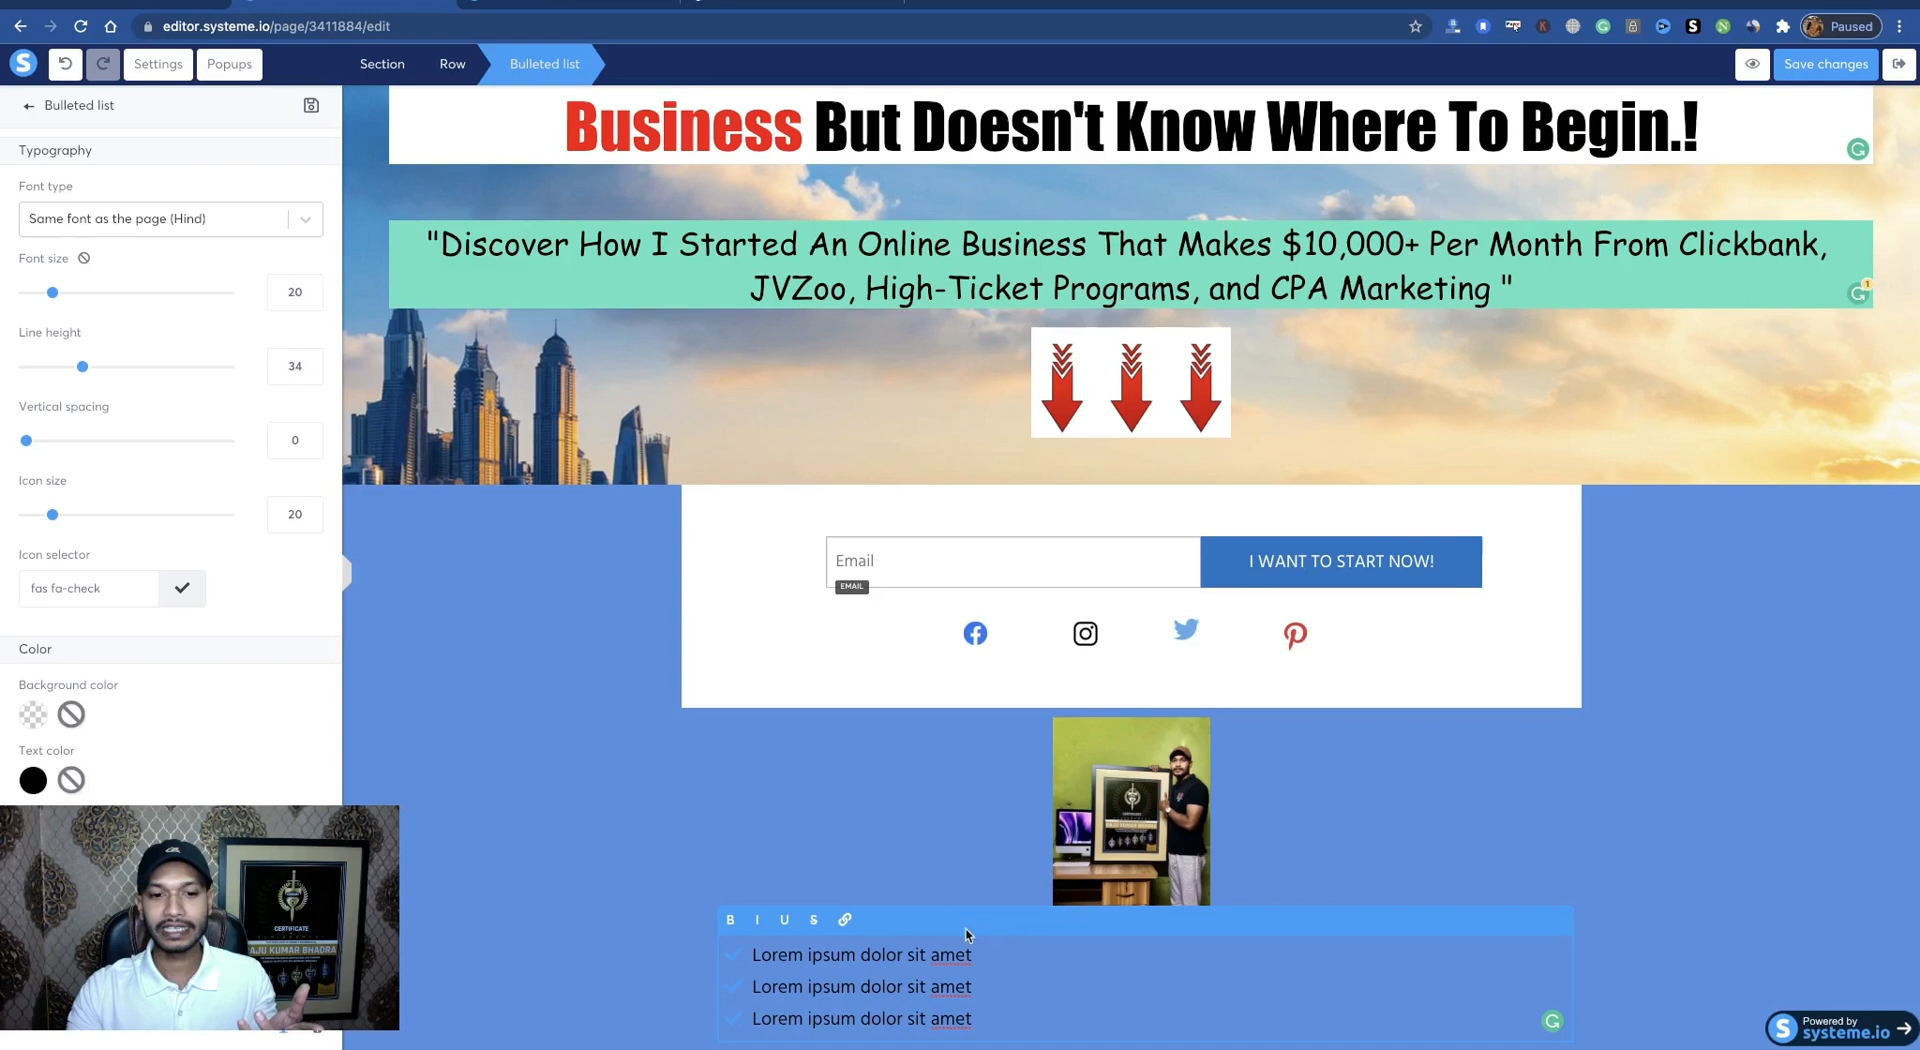 editor.systeme.io/page/3411884/edit
Paused
Settings
Popups
Section
Row
Bulleted list
Save changes
Bulleted list
Typography
Font type
Same font as the page (Hind)
Font size
20
Line height
34
Vertical spacing
0
Icon size
20
Icon selector
fas fa-check
Color
Background color
Text color
Business But Doesn't Know Where To Begin.!
"Discover How I Started An Online Business That Makes $10,000+ Per Month From Clickbank,
JVZoo, High-Ticket Programs, and CPA Marketing "
1
Email
EMAIL
I WANT TO START NOW!
B I U S
Lorem ipsum dolor sit amet
Lorem ipsum dolor sit amet
Lorem ipsum dolor sit amet
CERTIFICATE
AJU KUMAR BHADRA
Powered by
systeme.io